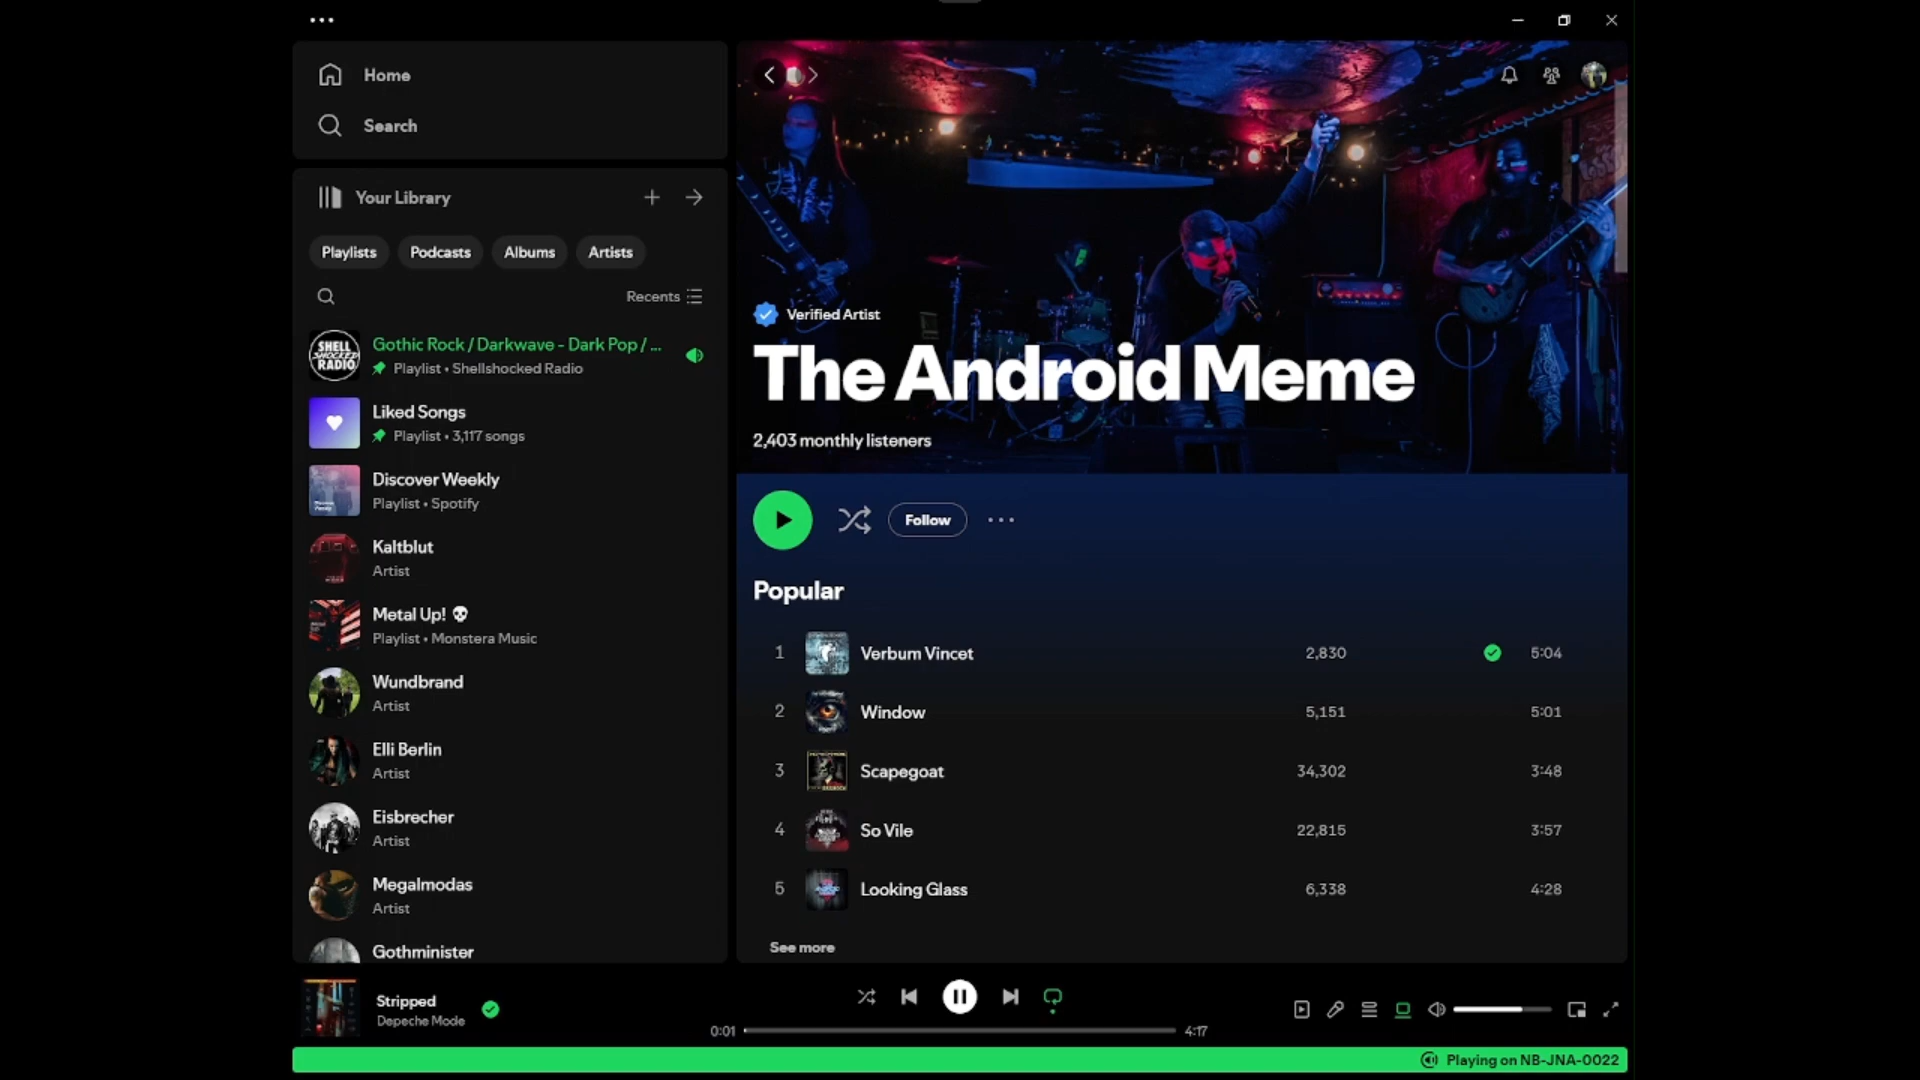 Home
Search
Your Library
Playlists
Podcasts
Albums
Artists
Recents
SHELL
SHOCKED
RADIO
Gothic Rock / Darkwave - Dark Pop / ...
Playlist • Shellshocked Radio
Liked Songs
Playlist • 3,117 songs
Discover Weekly
Playlist • Spotify
Kaltblut
Artist
Metal Up! 💀
Playlist • Monstera Music
Wundbrand
Artist
Elli Berlin
Artist
Eisbrecher
Artist
Megalmodas
Artist
Gothminister
Verified Artist
The Android Meme
2,403 monthly listeners
Follow
Popular
1 Verbum Vincet 2,830 5:04
2 Window 5,151 5:01
3 Scapegoat 34,302 3:48
4 So Vile 22,815 3:57
5 Looking Glass 6,338 4:28
See more
Stripped
Depeche Mode
0:01
4:17
Playing on NB-JNA-0022